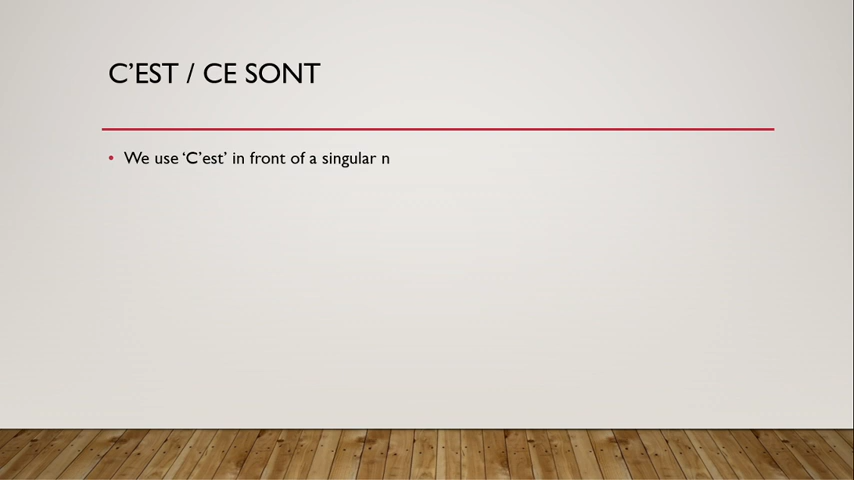 C'EST / CE SONT
• We use 'C'est' in front of a singular n